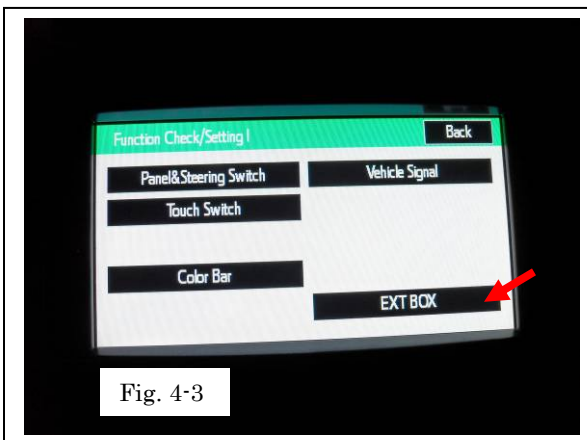 Function Check/Setting I
Back
Panel&Steering Switch
Vehicle Signal
Touch Switch
Color Bar
EXT BOX
Fig. 4-3